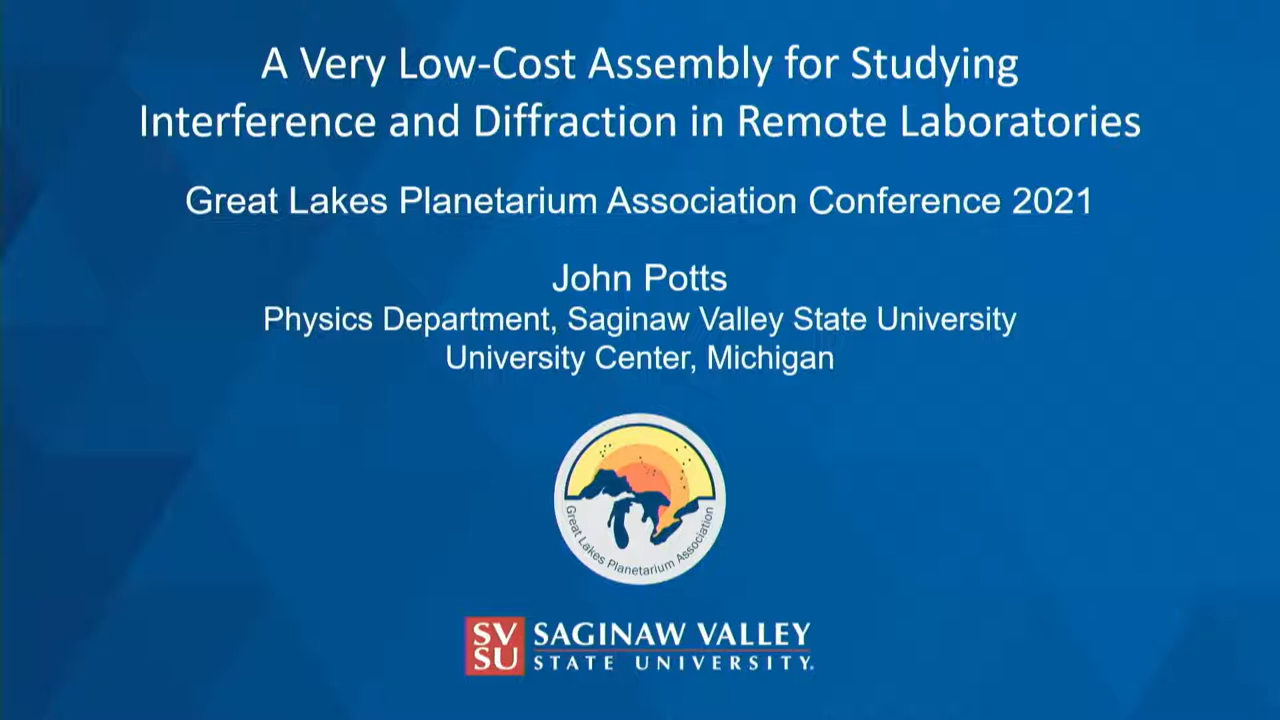 A Very Low-Cost Assembly for Studying
Interference and Diffraction in Remote Laboratories
Great Lakes Planetarium Association Conference 2021
John Potts
Physics Department, Saginaw Valley State University
University Center, Michigan
Great Lakes Planetarium Association
SV
SU
SAGINAW VALLEY
STATE UNIVERSITY.